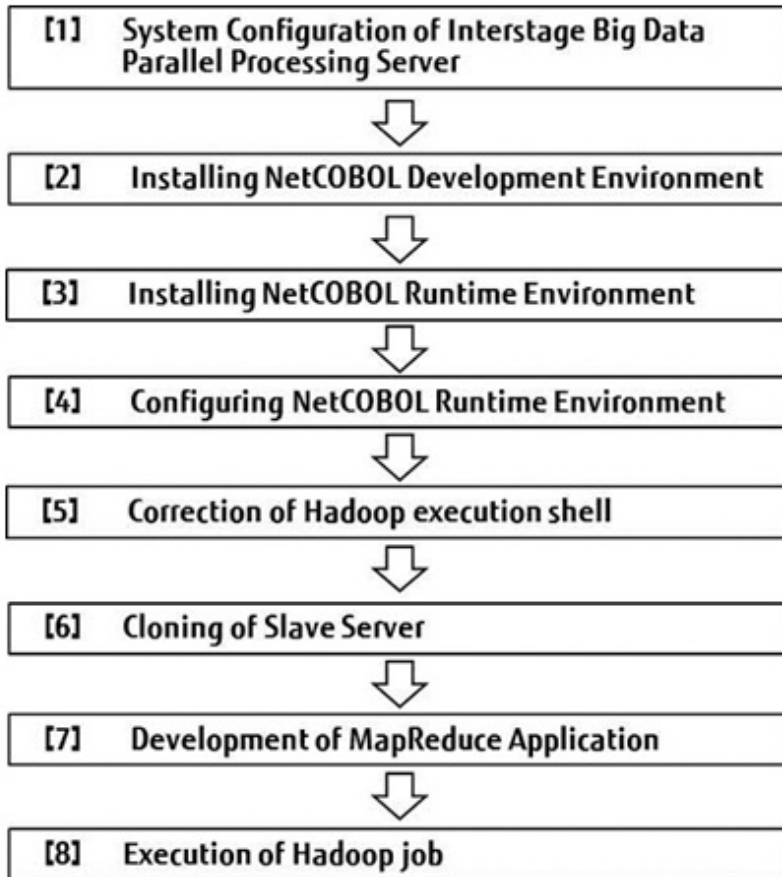 [1] System Configuration of Interstage Big Data
Parallel Processing Server
[2] Installing NetCOBOL Development Environment
[3] Installing NetCOBOL Runtime Environment
[4] Configuring NetCOBOL Runtime Environment
[5] Correction of Hadoop execution shell
[6] Cloning of Slave Server
[7] Development of MapReduce Application
[8] Execution of Hadoop job